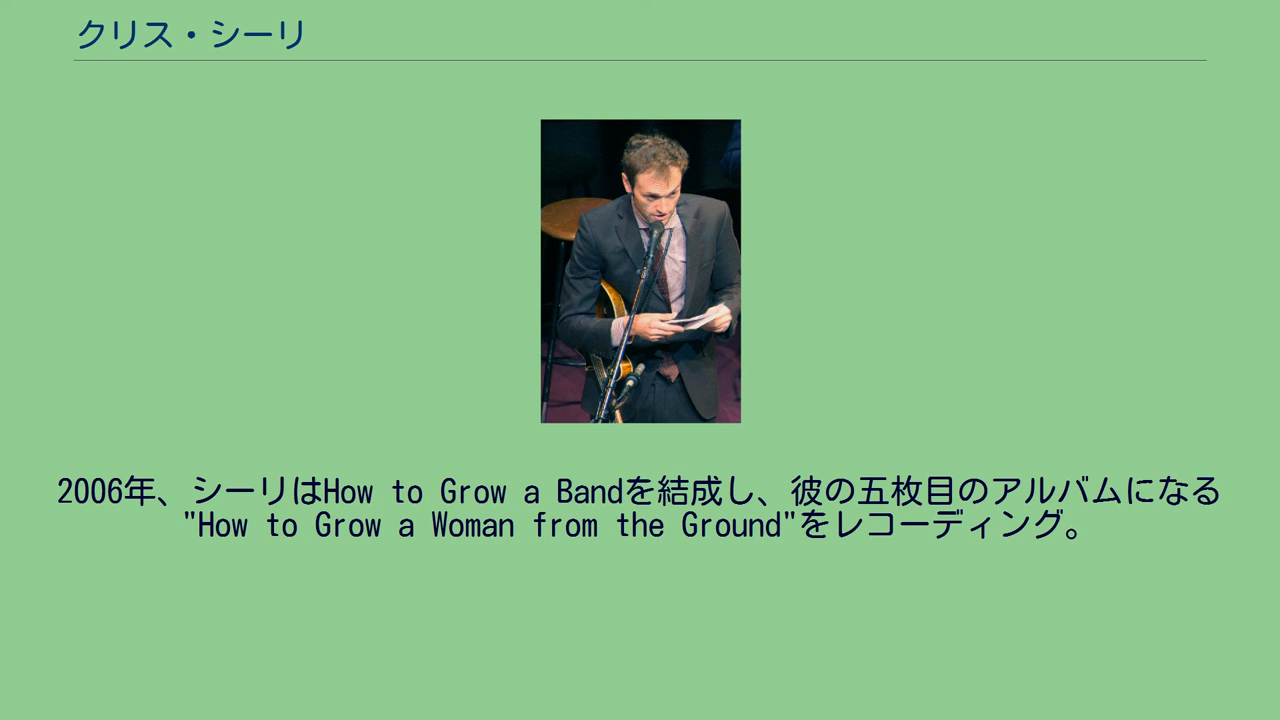 クリス・シーリ
2006年、シーリはHow to Grow a Bandを結成し、彼の五枚目のアルバムになる
"How to Grow a Woman from the Ground"をレコーディング。